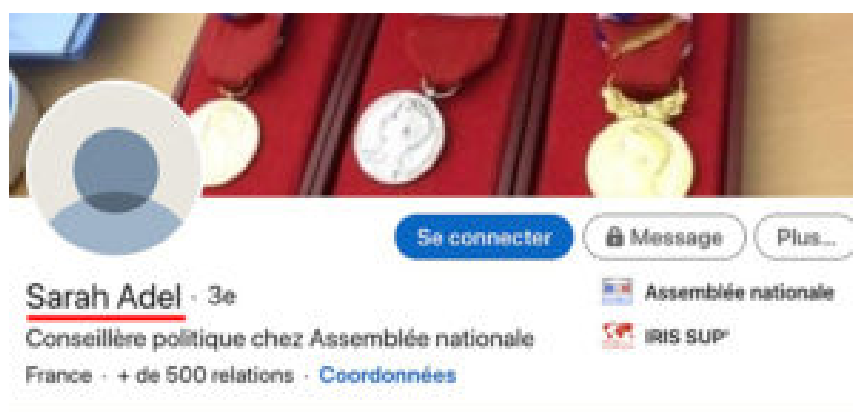 Se connecter
Message
Plus...
Sarah Adel · 3e
Assemblée nationale
Conseillère politique chez Assemblée nationale
IRIS SUP'
France · + de 500 relations · Coordonnées